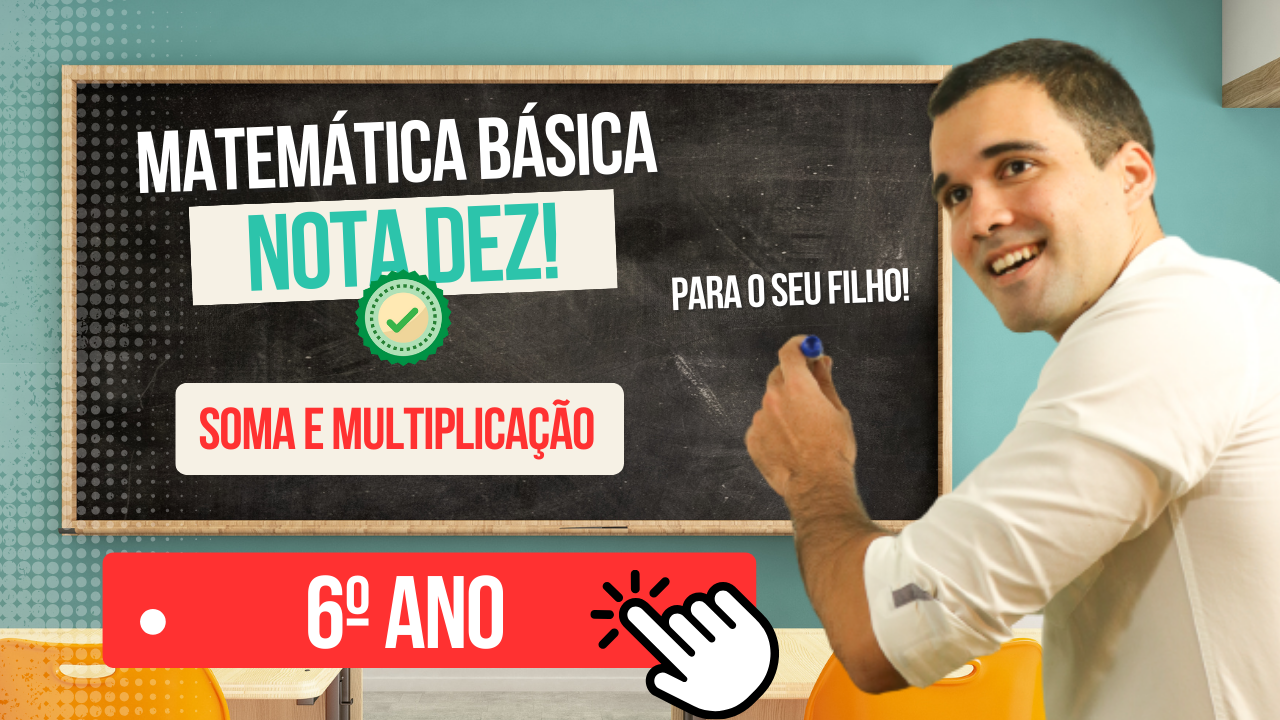 MATEMÁTICA BÁSICA
NOTA DEZ!
PARA O SEU FILHO!
SOMA E MULTIPLICAÇÃO
6º ANO